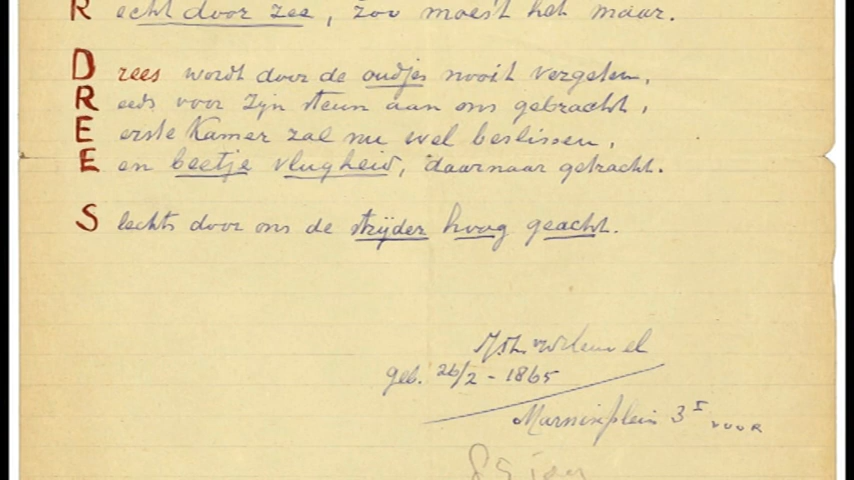 Recht door zee, zoo moest het maar.
Drees wordt door de oudjes nooit vergeten,
Reeds voor zijn steun aan ons gebracht,
Eerste Kamer zal nu wel beslissen,
Een beetje vlugheid, daarnaar getracht.
Slechts door ons de strijder hoog geacht.
geb. 26/2 - 1865
Marnixplein 3 I voor